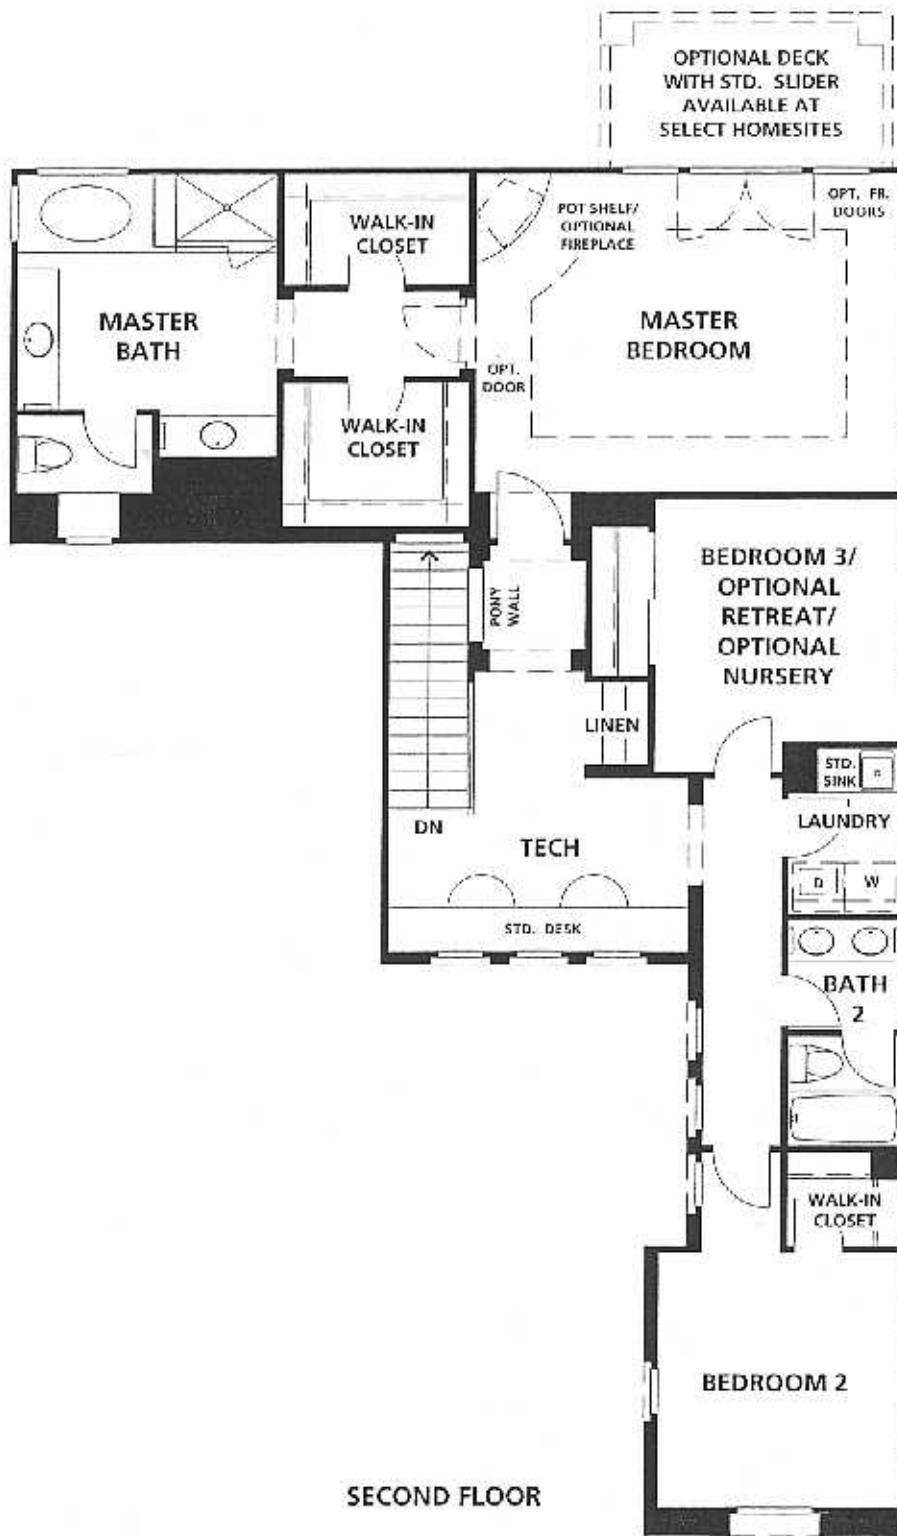 OPTIONAL DECK
WITH STD. SLIDER
AVAILABLE AT
SELECT HOMESITES
WALK-IN
CLOSET
POT SHELF/
OPTIONAL
FIREPLACE
OPT. FR.
DOORS
MASTER
BATH
MASTER
BEDROOM
OPT.
DOOR
WALK-IN
CLOSET
PONY
WALL
BEDROOM 3/
OPTIONAL
RETREAT/
OPTIONAL
NURSERY
LINEN
STD.
SINK
DN
TECH
LAUNDRY
D
W
STD. DESK
BATH
2
WALK-IN
CLOSET
BEDROOM 2
SECOND FLOOR